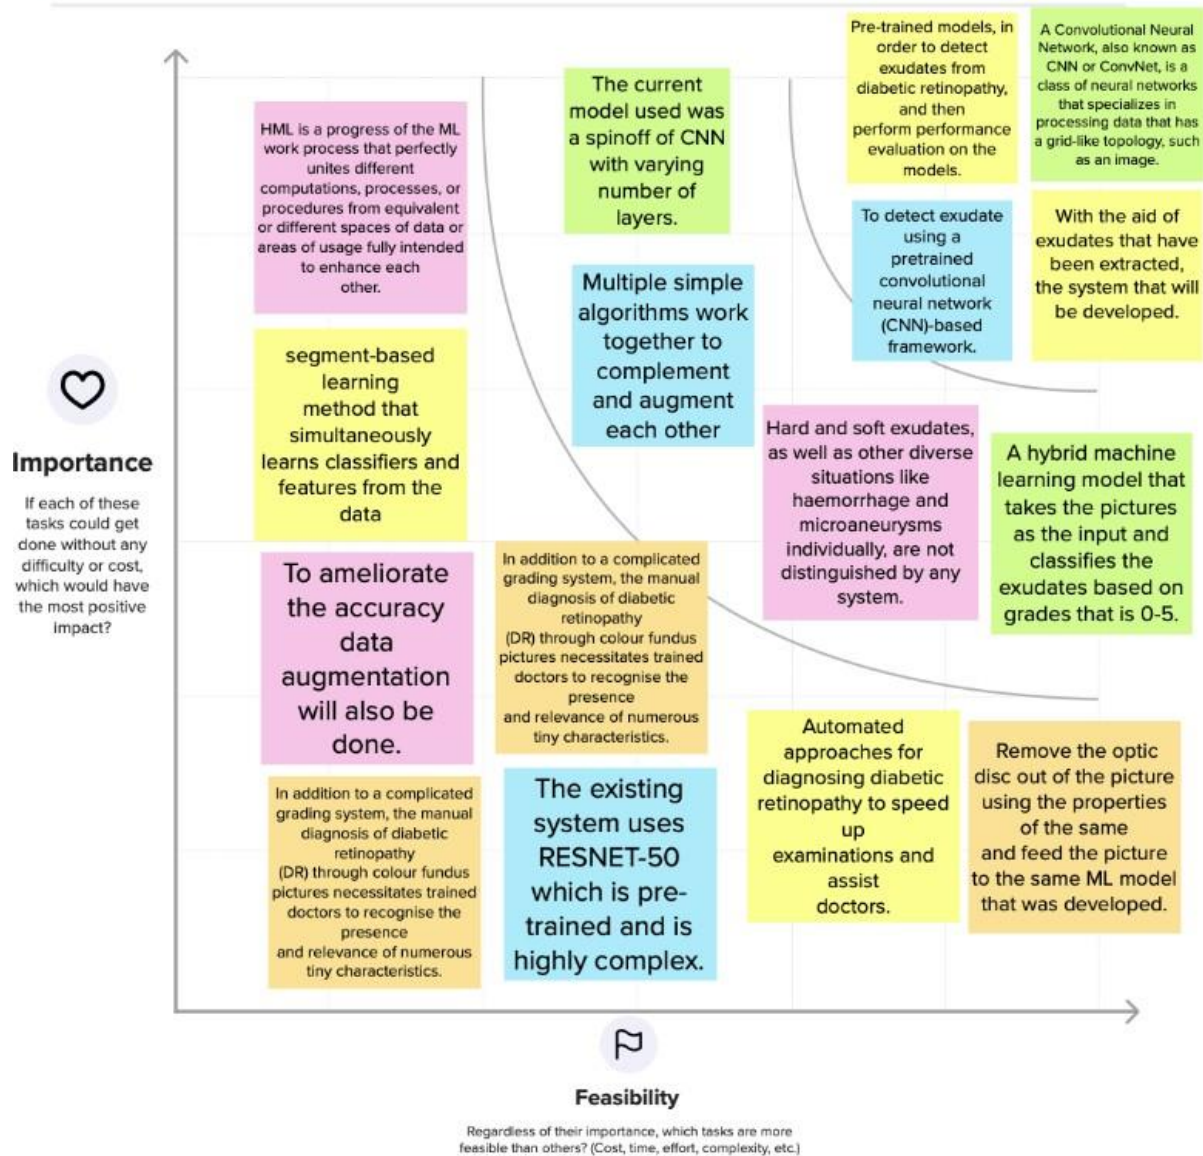 HML is a progress of the ML
work process that perfectly
unites different
computations, processes, or
procedures from equivalent
or different spaces of data or
areas of usage fully intended
to enhance each
other.
The current
model used was
a spinoff of CNN
with varying
number of
layers.
Pre-trained models, in
order to detect
exudates from
diabetic retinopathy,
and then
perform performance
evaluation on the
models.
A Convolutional Neural
Network, also known as
CNN or ConvNet, is a
class of neural networks
that specializes in
processing data that has
a grid-like topology, such
as an image.
To detect exudate
using a
pretrained
convolutional
neural network
(CNN)-based
framework.
With the aid of
exudates that have
been extracted,
the system that will
be developed.
Multiple simple
algorithms work
together to
complement
and augment
each other
segment-based
learning
method that
simultaneously
learns classifiers and
features from the
data
Importance
If each of these
tasks could get
done without any
difficulty or cost,
which would have
the most positive
impact?
Hard and soft exudates,
as well as other diverse
situations like
haemorrhage and
microaneurysms
individually, are not
distinguished by any
system.
A hybrid machine
learning model that
takes the pictures
as the input and
classifies the
exudates based on
grades that is 0-5.
To ameliorate
the accuracy
data
augmentation
will also be
done.
In addition to a complicated
grading system, the manual
diagnosis of diabetic
retinopathy
(DR) through colour fundus
pictures necessitates trained
doctors to recognise the
presence
and relevance of numerous
tiny characteristics.
Automated
approaches for
diagnosing diabetic
retinopathy to speed
up
examinations and
assist
doctors.
Remove the optic
disc out of the picture
using the properties
of the same
and feed the picture
to the same ML model
that was developed.
In addition to a complicated
grading system, the manual
diagnosis of diabetic
retinopathy
(DR) through colour fundus
pictures necessitates trained
doctors to recognise the
presence
and relevance of numerous
tiny characteristics.
The existing
system uses
RESNET-50
which is pre-
trained and is
highly complex.
Feasibility
Regardless of their importance, which tasks are more
feasible than others? (Cost, time, effort, complexity, etc.)